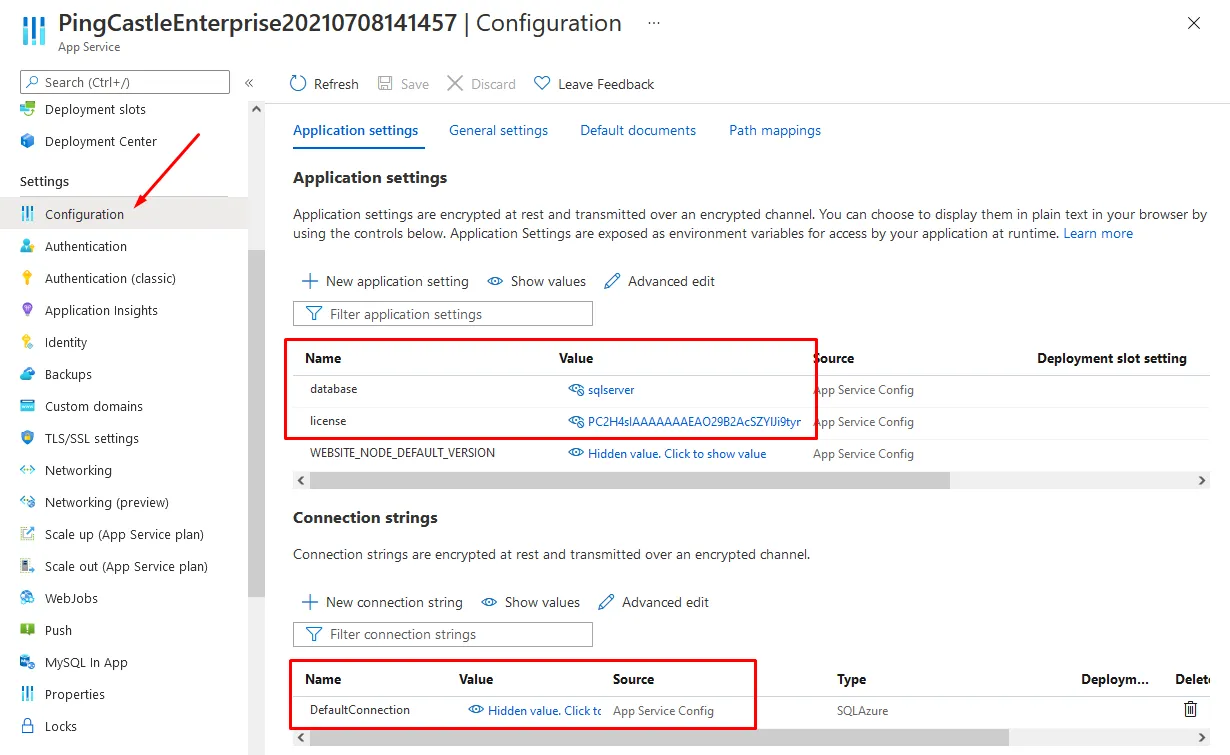 PingCastleEnterprise20210708141457 | Configuration ...
App Service
Search (Ctrl+/)
«
Refresh
Save
Discard
Leave Feedback
Deployment slots
Deployment Center
Settings
Configuration
Authentication
Authentication (classic)
Application Insights
Identity
Backups
Custom domains
TLS/SSL settings
Networking
Networking (preview)
Scale up (App Service plan)
Scale out (App Service plan)
WebJobs
Push
MySQL In App
Properties
Locks
Application settings General settings Default documents Path mappings
Application settings
Application settings are encrypted at rest and transmitted over an encrypted channel. You can choose to display them in plain text in your browser by
using the controls below. Application Settings are exposed as environment variables for access by your application at runtime. Learn more
New application setting Show values Advanced edit
Filter application settings
Name Value Source Deployment slot setting
database sqlserver App Service Config
license PC2H4sIAAAAAAAEAO29B2AcSZYlJi9tyr App Service Config
WEBSITE_NODE_DEFAULT_VERSION Hidden value. Click to show value App Service Config
Connection strings
Connection strings are encrypted at rest and transmitted over an encrypted channel.
New connection string Show values Advanced edit
Filter connection strings
Name Value Source Type Deploym... Delet
DefaultConnection Hidden value. Click to App Service Config SQLAzure